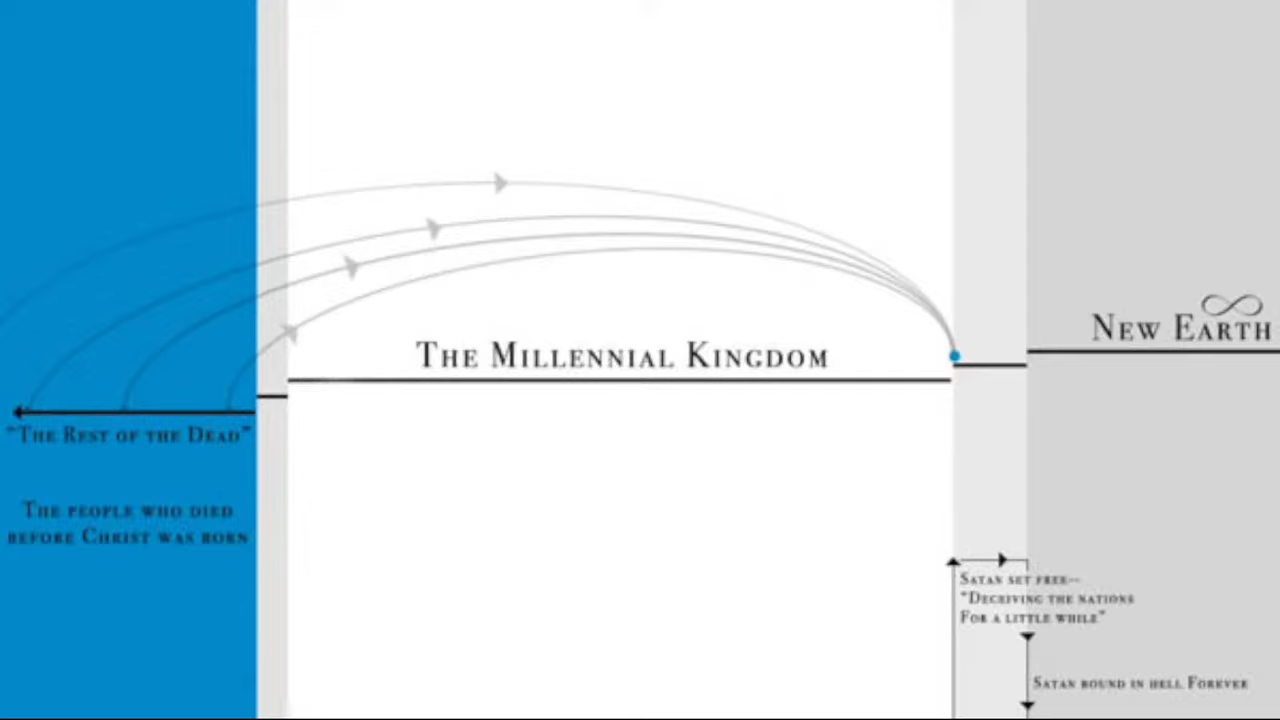 New Earth
The Millennial Kingdom
"The Rest of the Dead"
The people who died
before Christ was born
Satan set free--
"Deceiving the nations
For a little while"
Satan bound in hell Forever